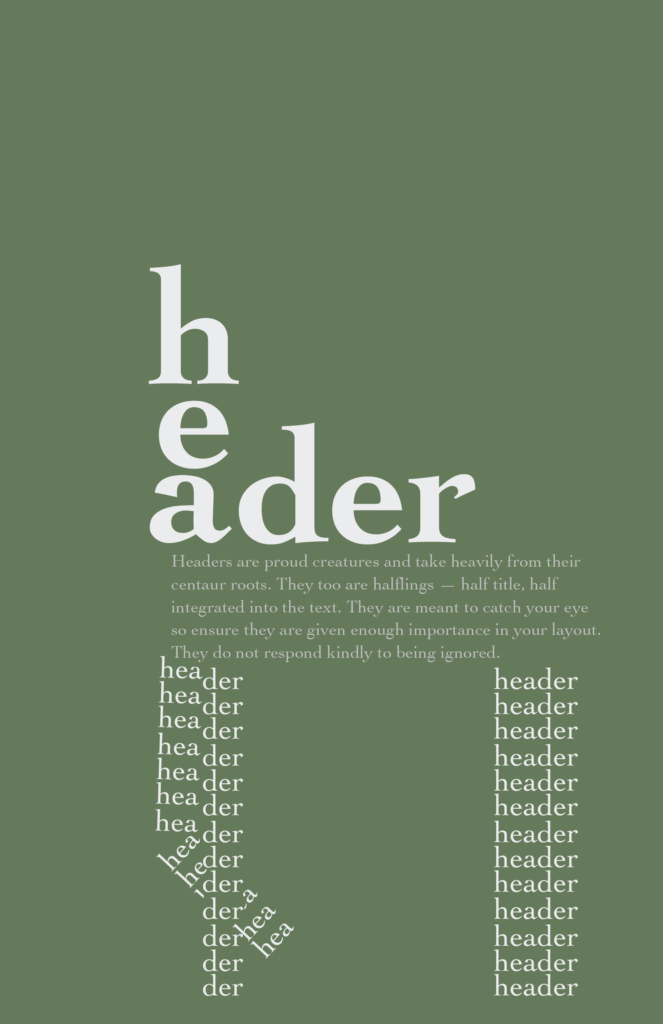 h
e
ader
Headers are proud creatures and take heavily from their
centaur roots. They too are halflings — half title, half
integrated into the text. They are meant to catch your eye
so ensure they are given enough importance in your layout.
They do not respond kindly to being ignored.
hea der header
hea der header
hea der header
hea der header
hea der header
hea der header
hea der header
hea der header
he der a header
der hea header
der hea header
der header
der header